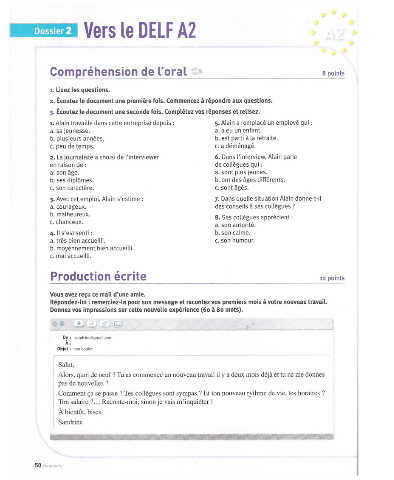 Dossier 2 Vers le DELF A2
A2
Compréhension de l'oral
8 points
1. Lisez les questions.
2. Écoutez le document une première fois. Commencez à répondre aux questions.
3. Écoutez le document une seconde fois. Complétez vos réponses et relisez.
1. Alain travaille dans cette entreprise depuis :
a. sa jeunesse.
b. plusieurs années.
c. peu de temps.
2. La journaliste a choisi de l'interviewer
en raison de :
a. son âge.
b. ses diplômes.
c. son caractère.
3. Avec cet emploi, Alain s'estime :
a. courageux.
b. malheureux.
c. chanceux.
4. Il s'est senti :
a. très bien accueilli.
b. moyennement bien accueilli.
c. mal accueilli.
5. Alain a remplacé un employé qui :
a. a eu un enfant.
b. est parti à la retraite.
c. a déménagé.
6. Dans l'interview, Alain parle
de collègues qui :
a. sont plus jeunes.
b. ont des âges différents.
c. sont âgés.
7. Dans quelle situation Alain donne-t-il
des conseils à ses collègues ?
8. Ses collègues apprécient :
a. son autorité.
b. son calme.
c. son humour.
Production écrite
12 points
Vous avez reçu ce mail d'une amie.
Répondez-lui : remerciez-la pour son message et racontez vos premiers mois à votre nouveau travail.
Donnez vos impressions sur cette nouvelle expérience (60 à 80 mots).
De :
À :
Objet :
Salut,
Alors, quoi de neuf ? Tu as commencé un nouveau travail il y a deux mois déjà et tu ne me donnes
pas de nouvelles ?
Comment ça se passe ? Tes collègues sont sympas ? Et ton nouveau rythme de vie, les horaires ?
Ton salaire ?... Raconte-moi, sinon je vais m'inquiéter !
À bientôt, bises.
Sandrine
50